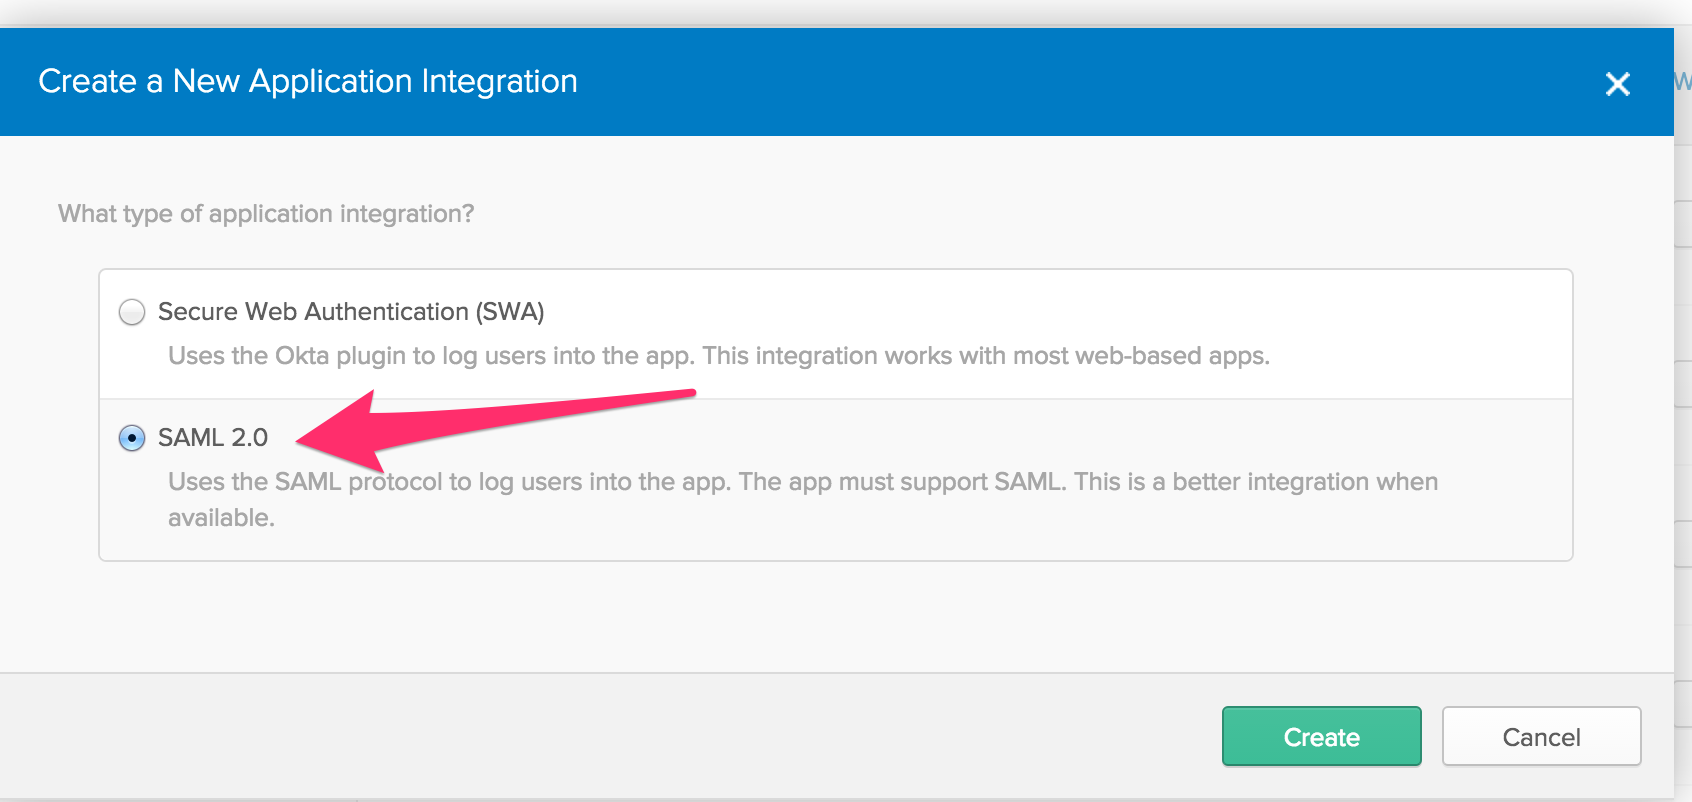 Create a New Application Integration
W
What type of application integration?
Secure Web Authentication (SWA)
Uses the Okta plugin to log users into the app. This integration works with most web-based apps.
SAML 2.0
Uses the SAML protocol to log users into the app. The app must support SAML. This is a better integration when
available.
Create
Cancel